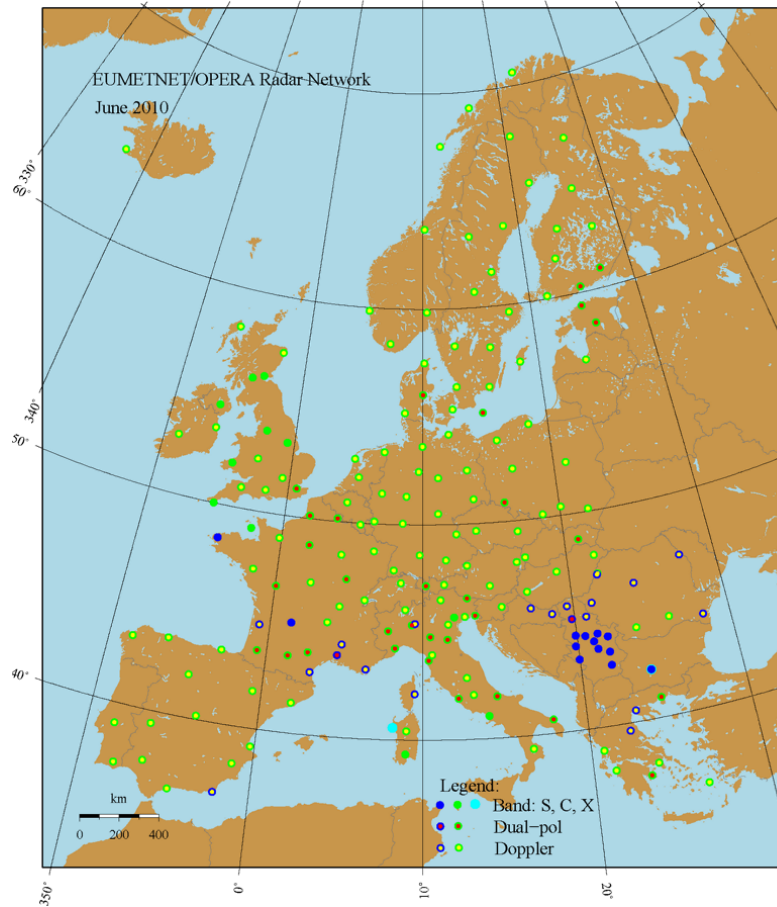 EUMETNET/OPERA Radar Network
June 2010
330°
60°
340°
50°
40°
km
0 200 400
Legend:
Band: S, C, X
Dual-pol
Doppler
350°
0°
10°
20°